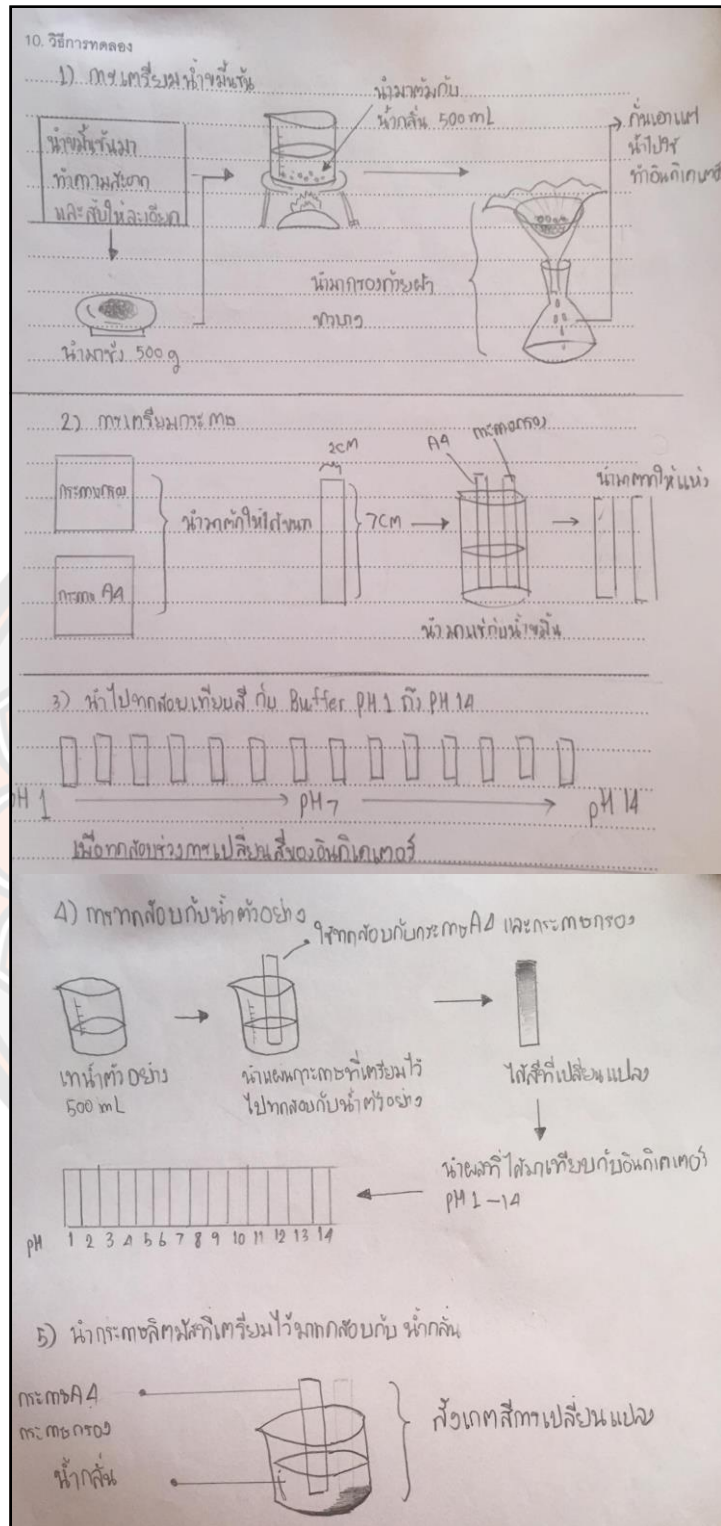 10. วิธีการทดลอง
1) การเตรียมน้ำขมิ้นชัน
นำขมิ้นชันมา
ทำความสะอาด
และสับให้ละเอียด
นำมาชั่ง 500 g
นำมาต้มกับ
น้ำกลั่น 500 mL
นำมากรองด้วยผ้า
ขาวบาง
กรองเอาแต่
น้ำไปใช้
ทำอินดิเคเตอร์
2) การเตรียมกระดาษ
กระดาษกรอง
กระดาษ A4
นำมาตัดให้ได้ขนาด
2cm
7cm
A4
กระดาษกรอง
นำมาแช่กับน้ำขมิ้น
นำมาตากให้แห้ง
3) นำไปทดสอบเทียบสี กับ Buffer PH 1 ถึง PH 14
pH 1
pH 7
pH 14
เพื่อทดสอบช่วงการเปลี่ยนสีของอินดิเคเตอร์
4) การทดสอบกับน้ำตัวอย่าง
ใช้ทดสอบกับกระดาษ A4 และกระดาษกรอง
เทน้ำตัวอย่าง
500 mL
นำแผ่นกระดาษที่เตรียมไว้
ไปทดสอบกับน้ำตัวอย่าง
ได้สีที่เปลี่ยนแปลง
นำผลที่ได้มาเทียบกับอินดิเคเตอร์
PH 1-14
pH 1 2 3 4 5 6 7 8 9 10 11 12 13 14
5) นำกระดาษลิตมัสที่เตรียมไว้มาทดสอบกับ น้ำกลั่น
กระดาษ A4
กระดาษกรอง
น้ำกลั่น
สังเกตสีการเปลี่ยนแปลง